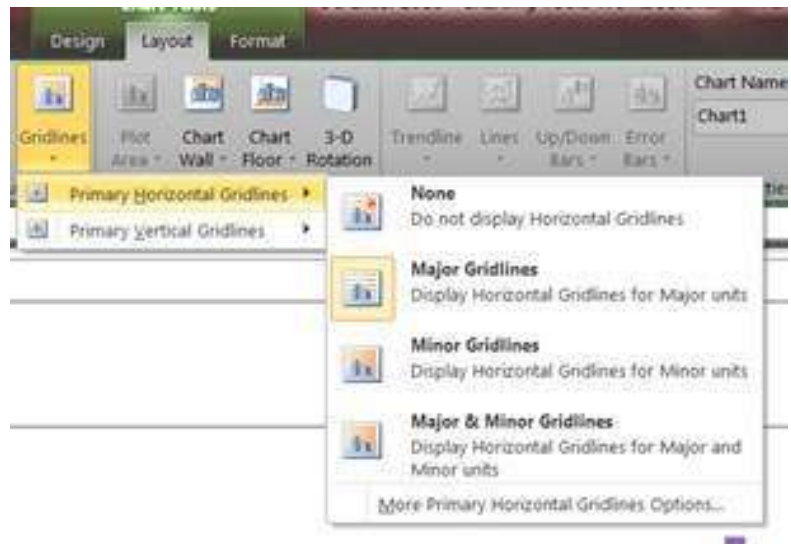 Design Layout Format
Gridlines
Plot Area
Chart Wall
Chart Floor
3-D Rotation
Trendline
Lines
Up/Down Bars
Error Bars
Chart Name
Chart1
Primary Horizontal Gridlines
Primary Vertical Gridlines
None
Do not display Horizontal Gridlines
Major Gridlines
Display Horizontal Gridlines for Major units
Minor Gridlines
Display Horizontal Gridlines for Minor units
Major & Minor Gridlines
Display Horizontal Gridlines for Major and
Minor units
More Primary Horizontal Gridlines Options...